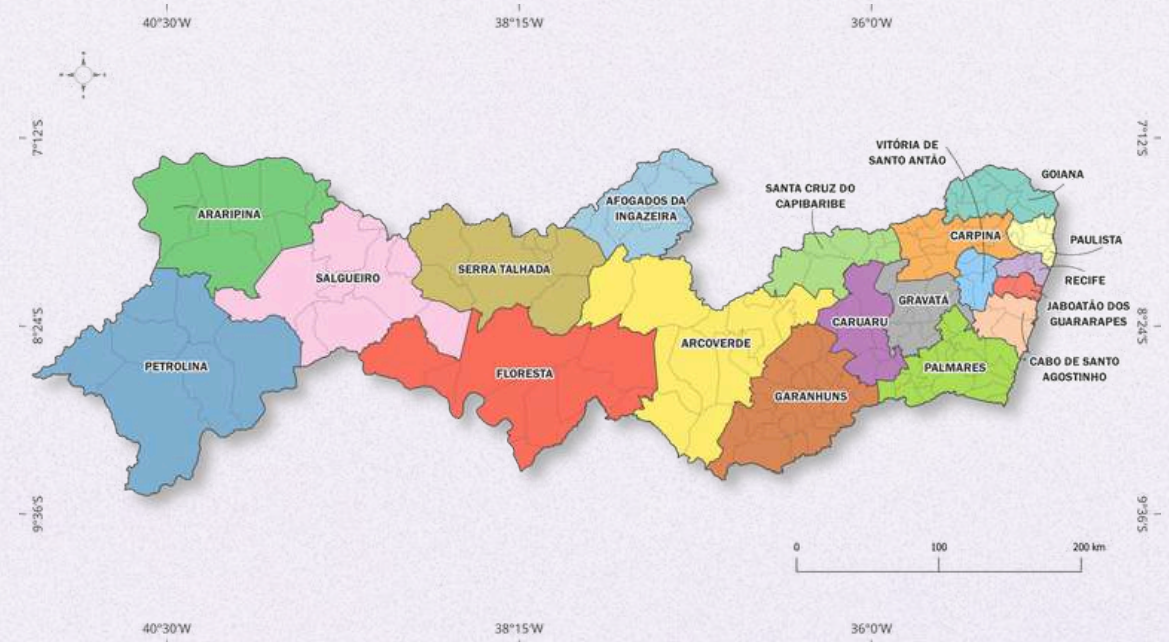 40°30'W
38°15'W
36°0'W
7°12'S
7°12'S
VITÓRIA DE
SANTO ANTÃO
GOIANA
SANTA CRUZ DO
CAPIBARIBE
AFOGADOS DA
INGAZEIRA
ARARIPINA
CARPINA
PAULISTA
SERRA TALHADA
SALGUEIRO
RECIFE
GRAVATÁ
JABOATÃO DOS
GUARARAPES
CARUARU
8°24'S
8°24'S
ARCOVERDE
PETROLINA
FLORESTA
PALMARES
CABO DE SANTO
AGOSTINHO
GARANHUNS
9°36'S
9°36'S
0
100
200 km
40°30'W
38°15'W
36°0'W